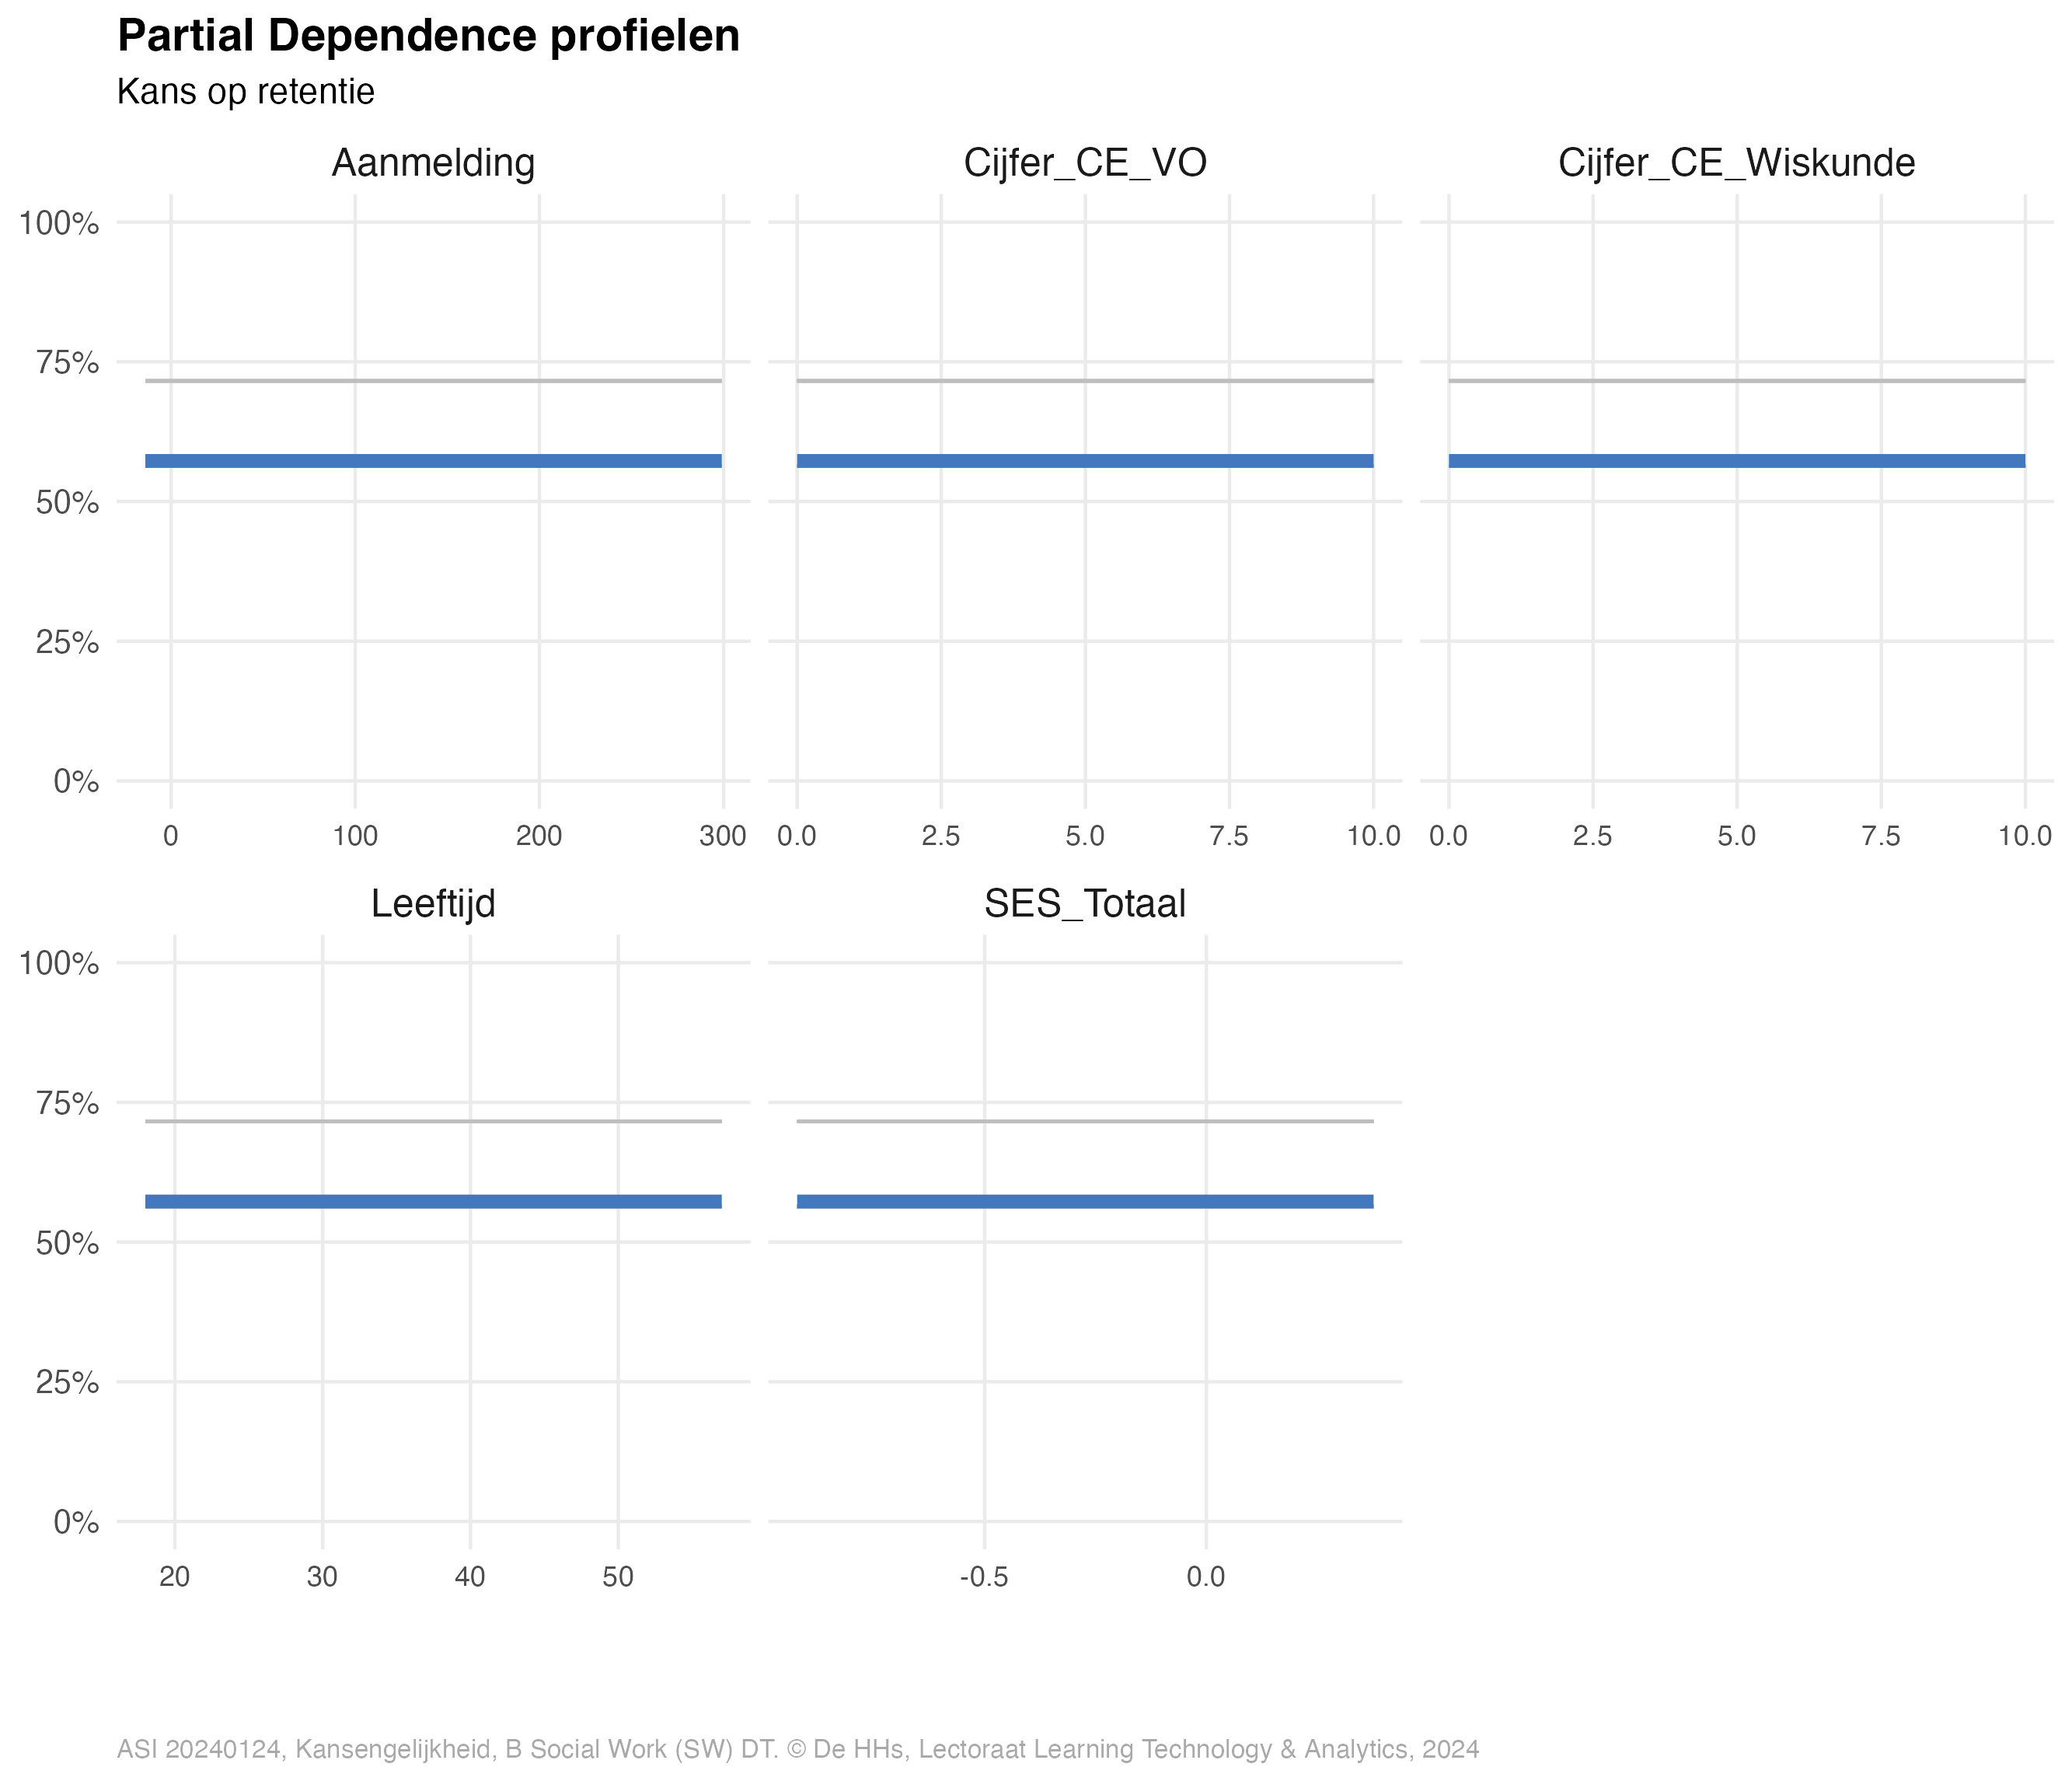 Partial Dependence profielen
Kans op retentie
Aanmelding Cijfer_CE_VO Cijfer_CE_Wiskunde
100%
75%
50%
25%
0%
0 100 200 300 0.0 2.5 5.0 7.5 10.0 0.0 2.5 5.0 7.5 10.0
Leeftijd SES_Totaal
100%
75%
50%
25%
0%
20 30 40 50 -0.5 0.0
ASI 20240124, Kansengelijkheid, B Social Work (SW) DT. © De HHs, Lectoraat Learning Technology & Analytics, 2024